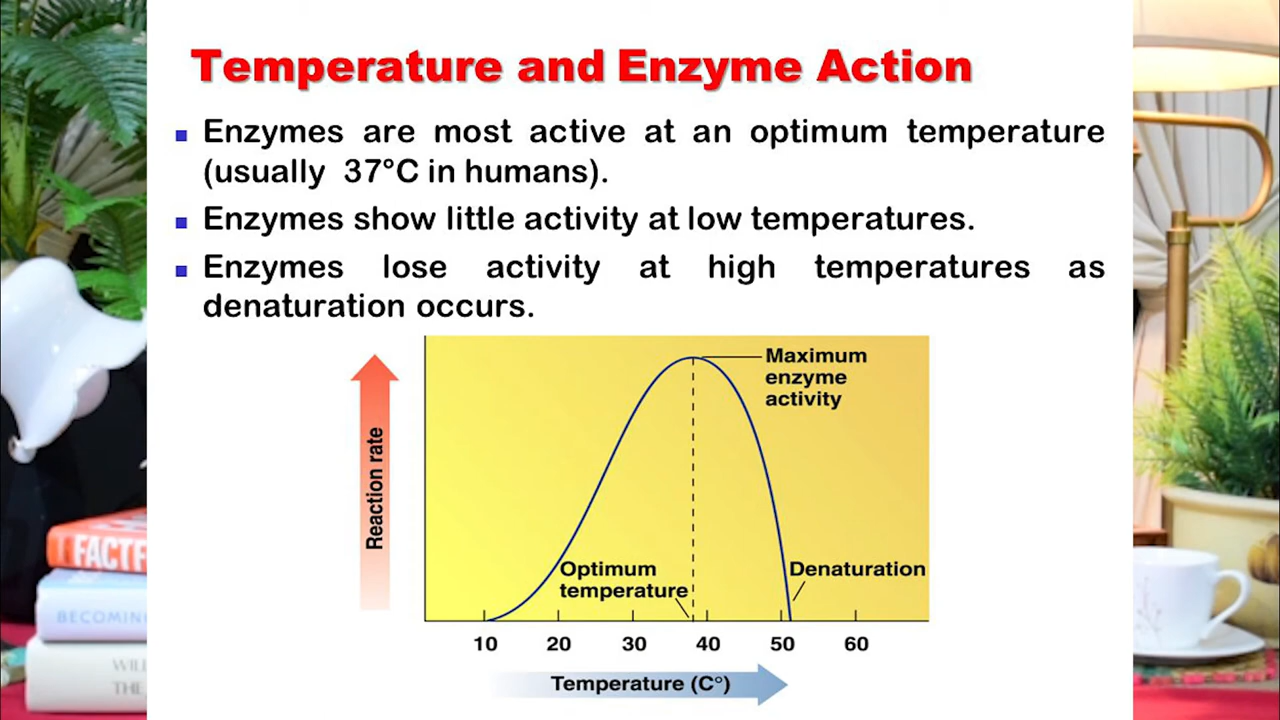 Temperature and Enzyme Action
Enzymes are most active at an optimum temperature
(usually 37°C in humans).
Enzymes show little activity at low temperatures.
Enzymes lose activity at high temperatures as
denaturation occurs.
Maximum
enzyme
activity
Reaction rate
Optimum
temperature
Denaturation
10 20 30 40 50 60
Temperature (C°)
FACTF
BECOMIN
WIL
THE